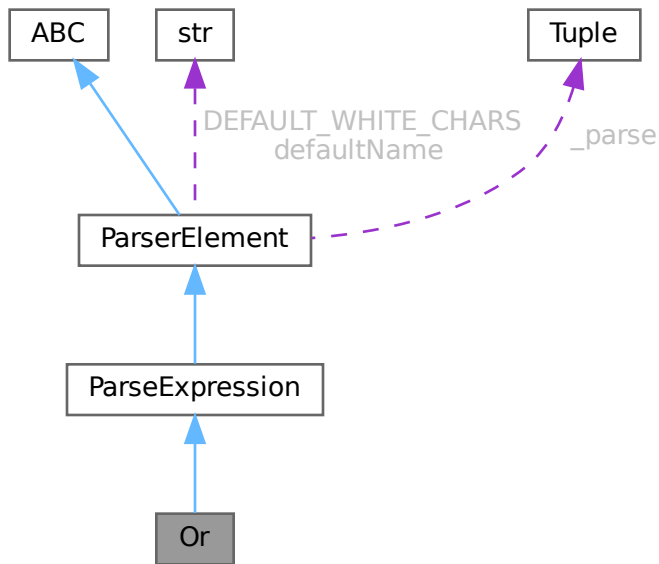 ABC
str
Tuple
DEFAULT_WHITE_CHARS
defaultName
_parse
ParserElement
ParseExpression
Or